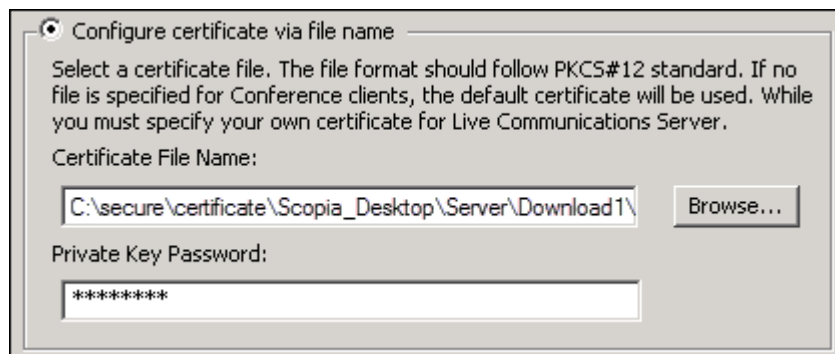 Configure certificate via file name
Select a certificate file. The file format should follow PKCS#12 standard. If no
file is specified for Conference clients, the default certificate will be used. While
you must specify your own certificate for Live Communications Server.
Certificate File Name:
C:\secure\certificate\Scopia_Desktop\Server\Download1\
Browse...
Private Key Password:
********